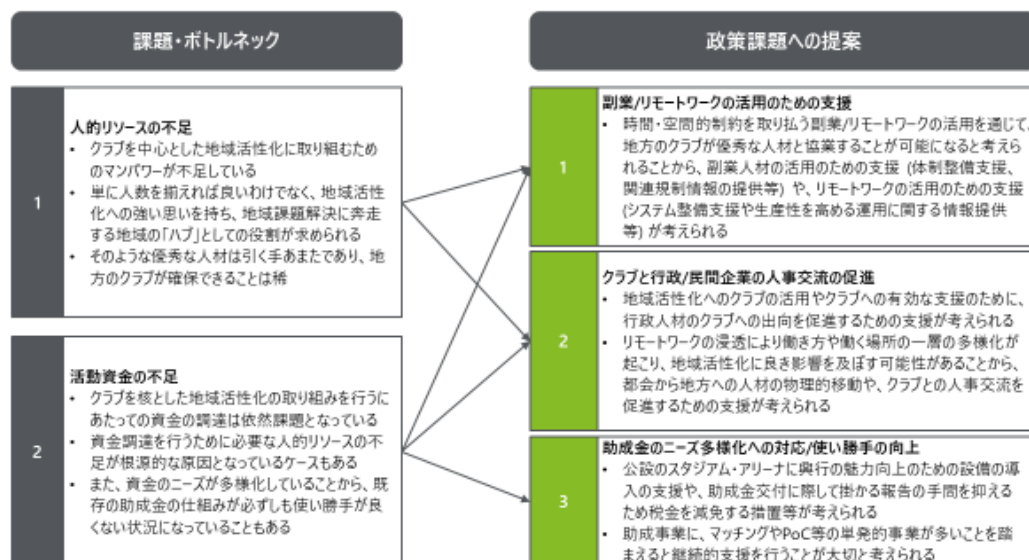 課題・ボトルネック
政策課題への提案
1
人的リソースの不足
• クラブを中心とした地域活性化に取り組むため
のマンパワーが不足している
• 単に人数を揃えれば良いわけでなく、地域活性
化への強い思いを持ち、地域課題解決に奔走
する地域の「ハブ」としての役割が求められる
• そのような優秀な人材は引く手あまたであり、地
方のクラブが確保できることは稀
2
活動資金の不足
• クラブを核とした地域活性化の取り組みを行うに
あたっての資金の調達は依然課題となっている
• 資金調達を行うために必要な人的リソースの不
足が根源的な原因となっているケースもある
• また、資金のニーズが多様化していることから、既
存の助成金の仕組みが必ずしも使い勝手が良
くない状況になっていることもある
1
副業/リモートワークの活用のための支援
• 時間・空間的制約を取り払う副業/リモートワークの活用を通じて、
地方のクラブが優秀な人材と協業することが可能になると考えら
れることから、副業人材の活用のための支援 (体制整備支援、
関連規制情報の提供等) や、リモートワークの活用のための支援
(システム整備支援や生産性を高める運用に関する情報提供
等) が考えられる
2
クラブと行政/民間企業の人事交流の促進
• 地域活性化へのクラブの活用やクラブへの有効な支援のために、
行政人材のクラブへの出向を促進するための支援が考えられる
• リモートワークの浸透により働き方や働く場所の一層の多様化が
起こり、地域活性化に良き影響を及ぼす可能性があることから、
都会から地方への人材の物理的移動や、クラブとの人事交流を
促進するための支援が考えられる
3
助成金のニーズ多様化への対応/使い勝手の向上
• 公設のスタジアム・アリーナに興行の魅力向上のための設備の導
入の支援や、助成金交付に際して掛かる報告の手間を抑える
ため税金を減免する措置等が考えられる
• 助成事業に、マッチングやPoC等の単発的事業が多いことを踏
まえると継続的支援を行うことが大切と考えられる